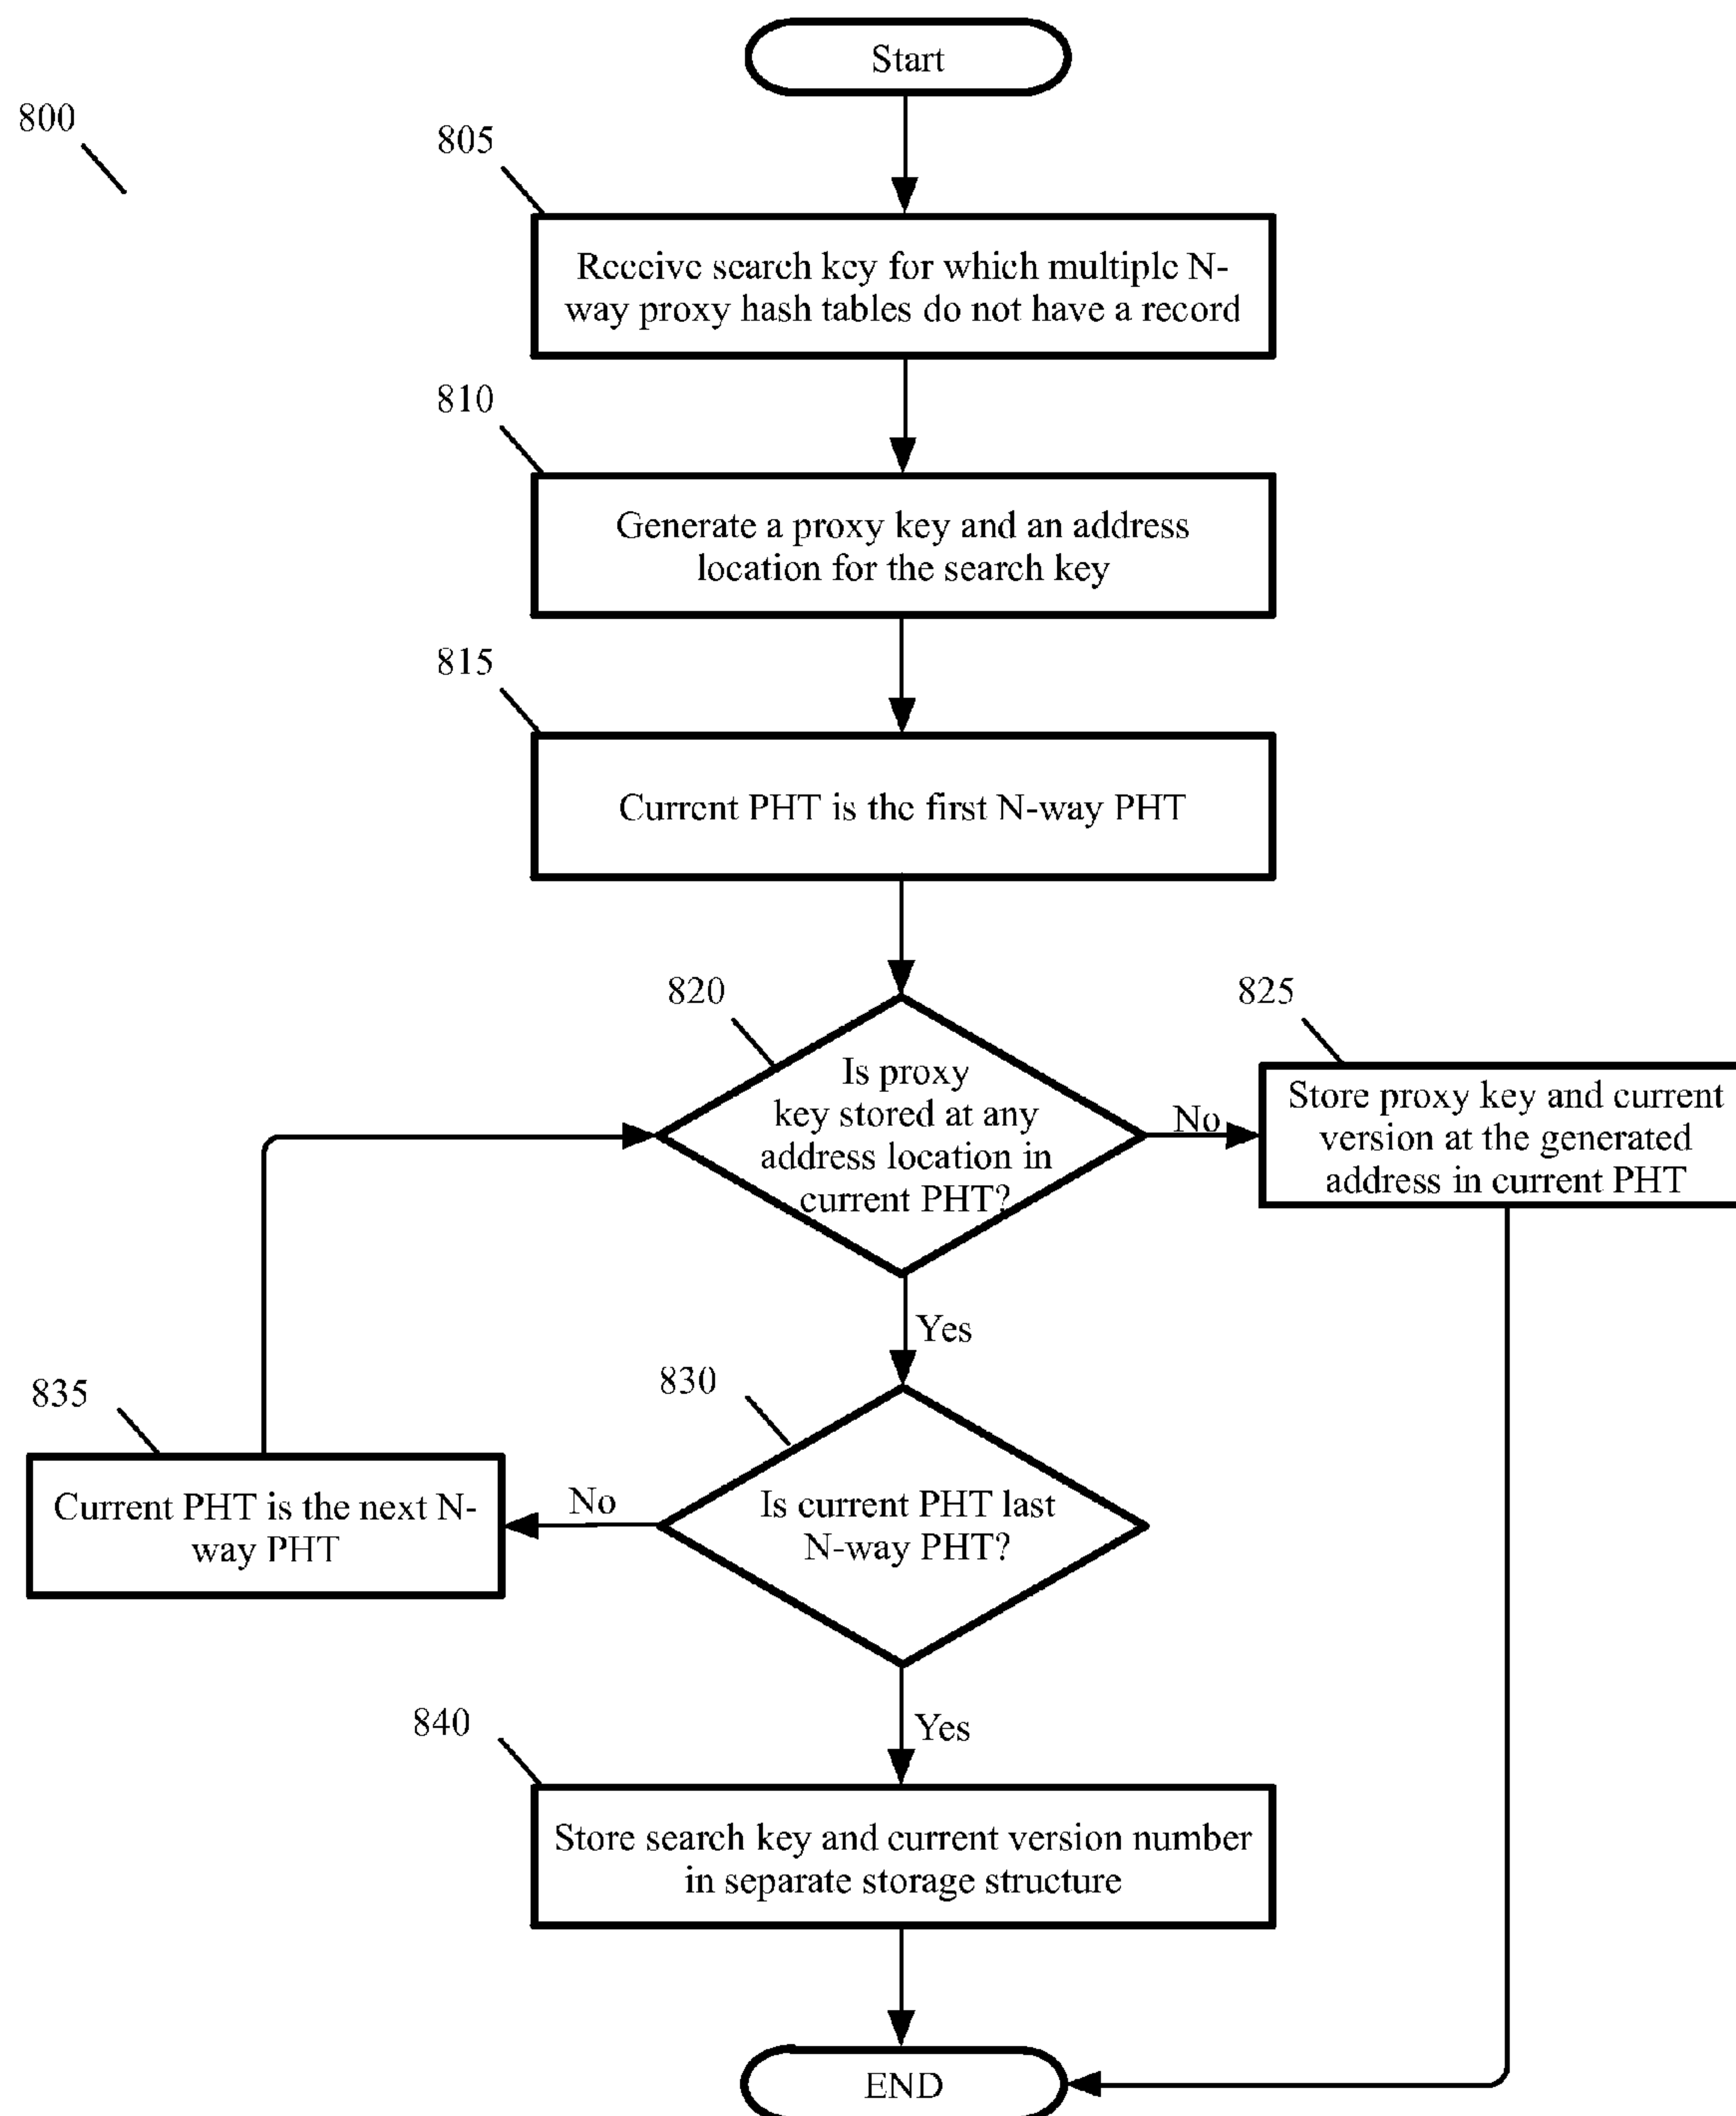 Start
800
805
Receive search key for which multiple N-
way proxy hash tables do not have a record
810
Generate a proxy key and an address
location for the search key
815
Current PHT is the first N-way PHT
820
825
Is proxy
key stored at any
address location in
current PHT?
No
Store proxy key and current
version at the generated
address in current PHT
Yes
830
835
Current PHT is the next N-
way PHT
No
Is current PHT last
N-way PHT?
Yes
840
Store search key and current version number
in separate storage structure
END